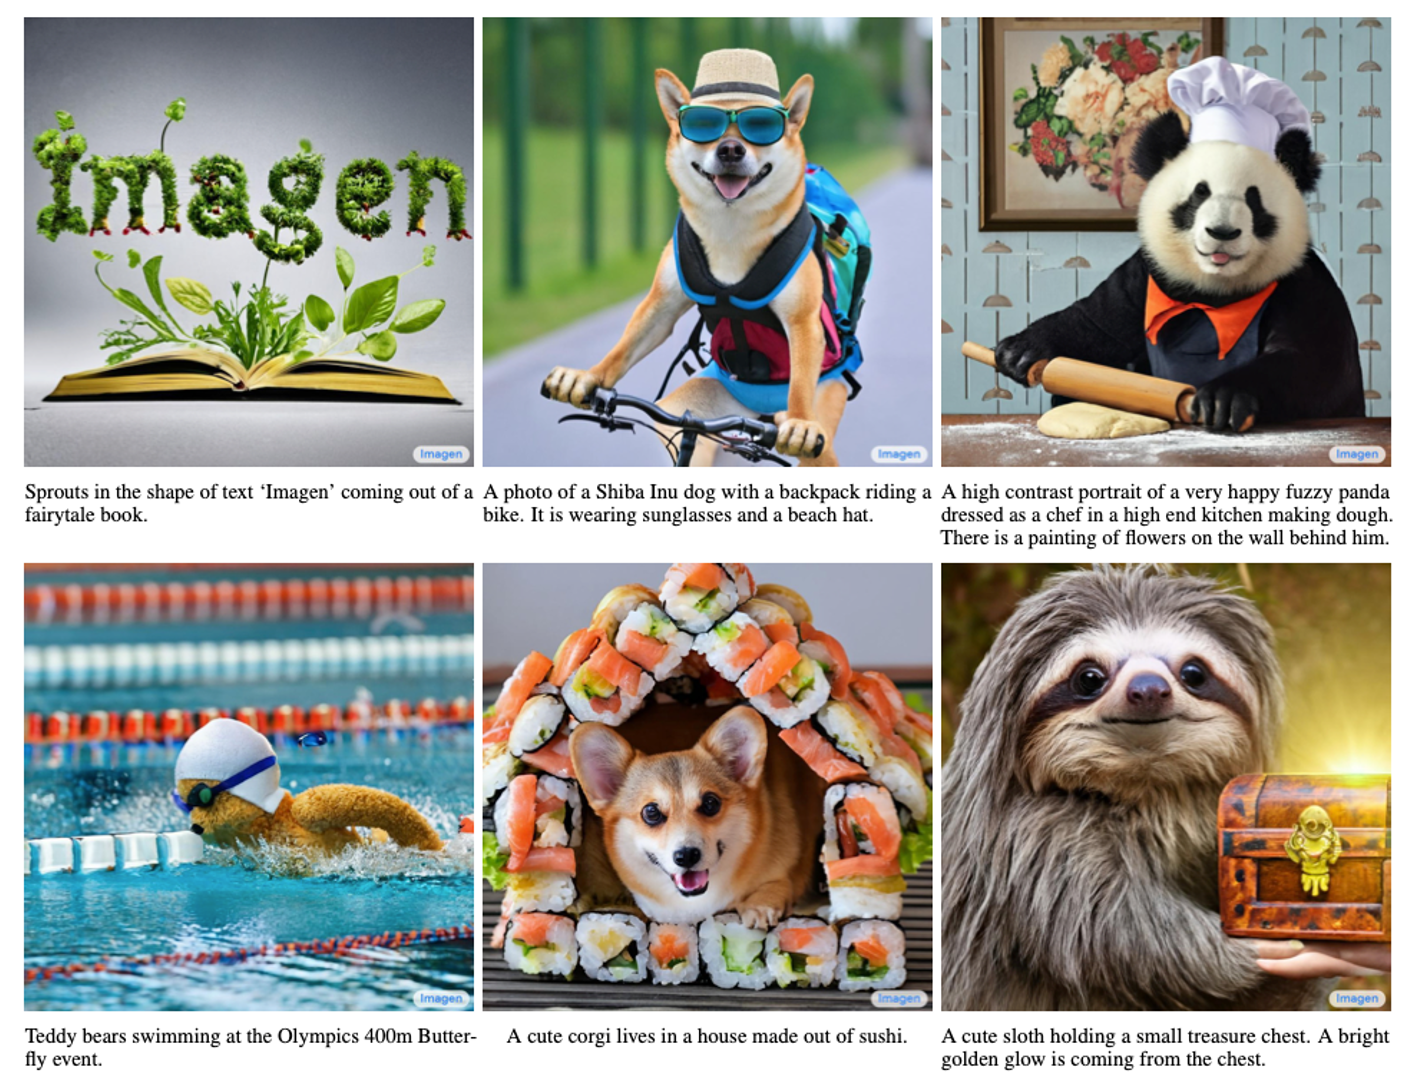 Imagen
Imagen
Sprouts in the shape of text ‘Imagen’ coming out of a
fairytale book.
Imagen
A photo of a Shiba Inu dog with a backpack riding a
bike. It is wearing sunglasses and a beach hat.
Imagen
A high contrast portrait of a very happy fuzzy panda
dressed as a chef in a high end kitchen making dough.
There is a painting of flowers on the wall behind him.
Imagen
Teddy bears swimming at the Olympics 400m Butter-
fly event.
Imagen
A cute corgi lives in a house made out of sushi.
Imagen
A cute sloth holding a small treasure chest. A bright
golden glow is coming from the chest.